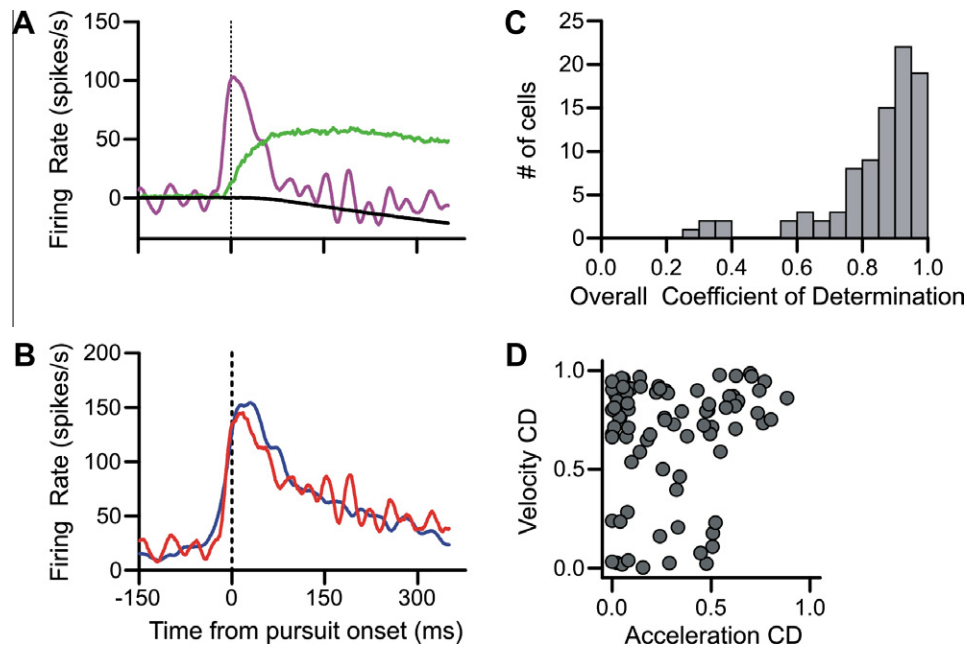 A
Firing Rate (spikes/s)
150
100
50
0
B
Firing Rate (spikes/s)
200
150
100
50
0
-150 0 150 300
Time from pursuit onset (ms)
C
# of cells
25
20
15
10
5
0
0.0 0.2 0.4 0.6 0.8 1.0
Overall Coefficient of Determination
D
Velocity CD
1.0
0.5
0.0
0.0 0.5 1.0
Acceleration CD